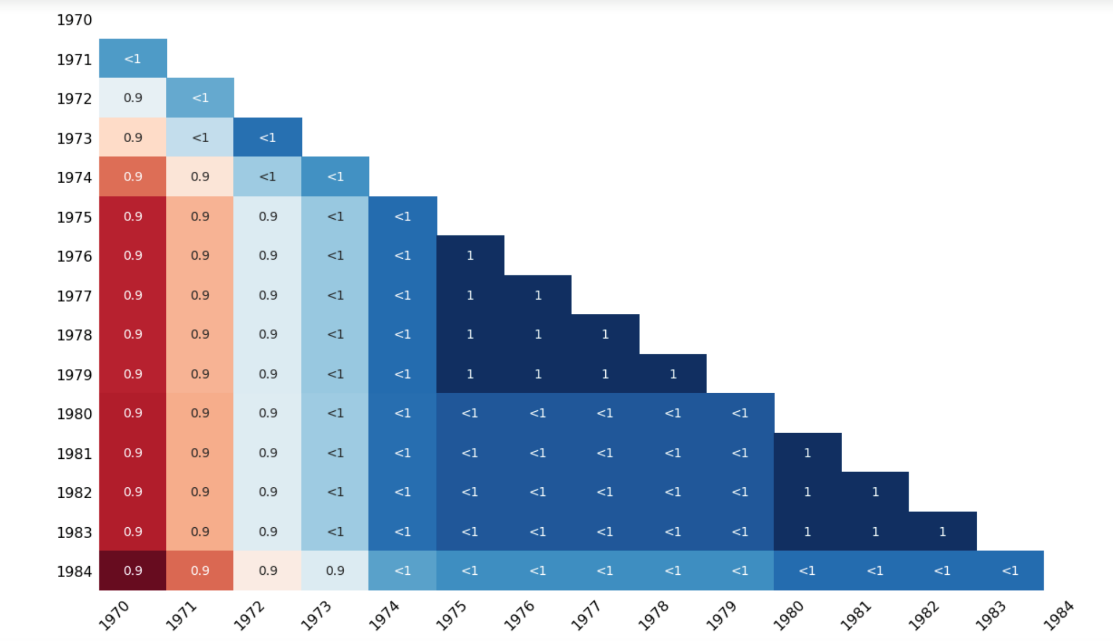 1970
1971 <1
1972 0.9 <1
1973 0.9 <1 <1
1974 0.9 0.9 <1 <1
1975 0.9 0.9 0.9 <1 <1
1976 0.9 0.9 0.9 <1 <1 1
1977 0.9 0.9 0.9 <1 <1 1 1
1978 0.9 0.9 0.9 <1 <1 1 1 1
1979 0.9 0.9 0.9 <1 <1 1 1 1 1
1980 0.9 0.9 0.9 <1 <1 <1 <1 <1 <1 <1
1981 0.9 0.9 0.9 <1 <1 <1 <1 <1 <1 <1 1
1982 0.9 0.9 0.9 <1 <1 <1 <1 <1 <1 <1 1 1
1983 0.9 0.9 0.9 <1 <1 <1 <1 <1 <1 <1 1 1 1
1984 0.9 0.9 0.9 0.9 <1 <1 <1 <1 <1 <1 <1 <1 <1 <1
1970 1971 1972 1973 1974 1975 1976 1977 1978 1979 1980 1981 1982 1983 1984